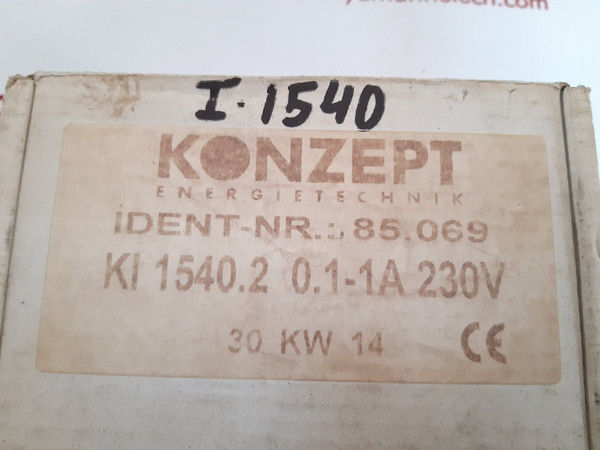 I.1540
KONZEPT
ENERGIETECHNIK
IDENT-NR.: 85.069
KI 1540.2 0.1-1A 230V
30 KW 14 CE